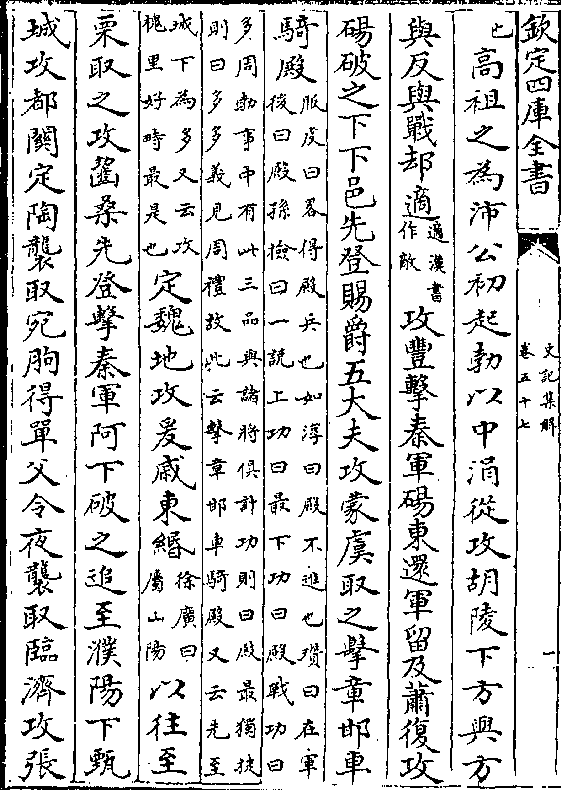 欽定四庫全書
史記集解
卷五十七
一
也
高祖之為沛公初起勃以中涓從攻胡陵下方與方
與反與戰却適
適漢書
作敵
攻豐擊秦軍碭東還軍留及蕭復攻
碭破之下下邑先登賜爵五大夫攻蒙虞取之擊章邯車
騎殿
服虔曰畧得殿兵也如淳曰殿不進也瓚曰在軍
後曰殿孫檢曰一説上功曰最下功曰殿戰功曰
多周勃事中有此三品與諸將俱計功則曰殿最獨捷
則曰多多義見周禮故此云擊章邯車騎殿又云先至
城下為多又云攻
槐里好時最是也
定魏地攻爰戚東緡
徐廣曰
屬山陽
以往至
栗取之攻齧桑先登擊秦軍阿下破之追至濮陽下甄
城攻都關定陶襲取宛朐得單父令夜襲取臨濟攻張